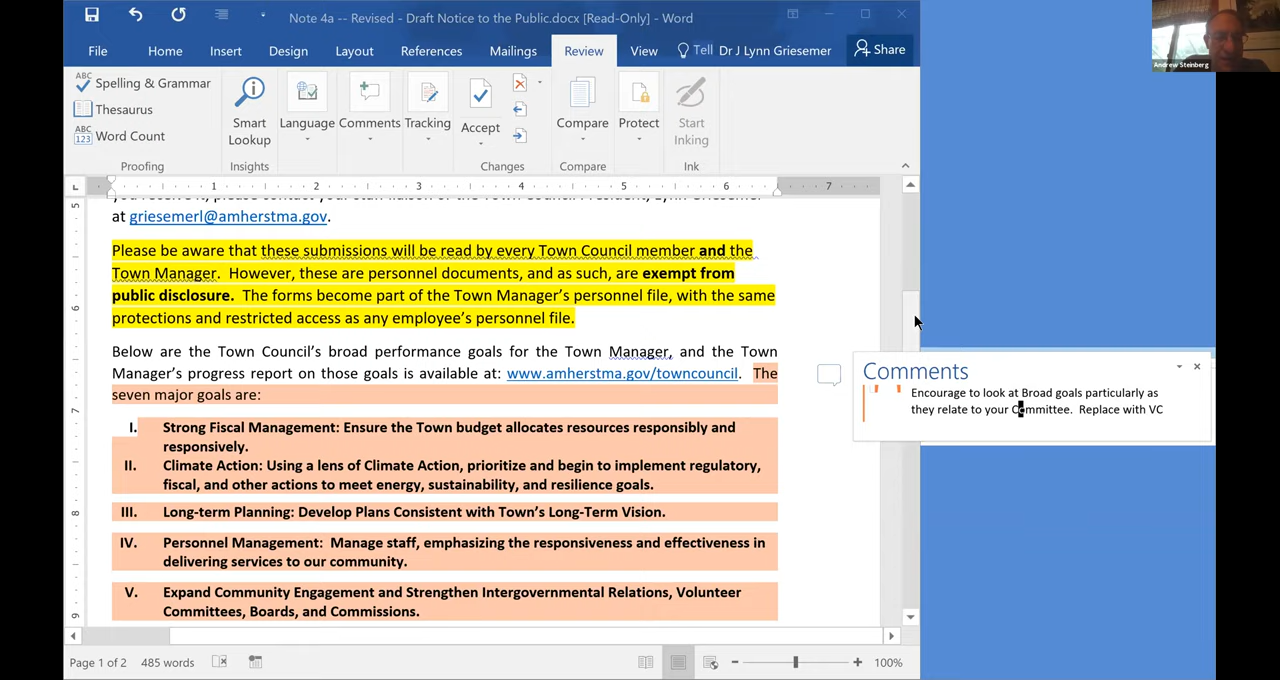 Note 4a -- Revised - Draft Notice to the Public.docx [Read-Only] - Word
File Home Insert Design Layout References Mailings Review View Tell Dr J Lynn Griesemer Share
ABC Spelling & Grammar
Thesaurus
ABC 123 Word Count
Proofing
Smart Lookup
Insights
Language
Comments
Tracking
Accept
Changes
Compare
Compare
Protect
Start Inking
Ink
1 2 3 4 5 6 7
at griesemerl@amherstma.gov.
Please be aware that these submissions will be read by every Town Council member and the
Town Manager. However, these are personnel documents, and as such, are exempt from
public disclosure. The forms become part of the Town Manager's personnel file, with the same
protections and restricted access as any employee's personnel file.
Below are the Town Council's broad performance goals for the Town Manager, and the Town
Manager's progress report on those goals is available at: www.amherstma.gov/towncouncil. The
seven major goals are:
I. Strong Fiscal Management: Ensure the Town budget allocates resources responsibly and
responsively.
II. Climate Action: Using a lens of Climate Action, prioritize and begin to implement regulatory,
fiscal, and other actions to meet energy, sustainability, and resilience goals.
III. Long-term Planning: Develop Plans Consistent with Town's Long-Term Vision.
IV. Personnel Management: Manage staff, emphasizing the responsiveness and effectiveness in
delivering services to our community.
V. Expand Community Engagement and Strengthen Intergovernmental Relations, Volunteer
Committees, Boards, and Commissions.
Page 1 of 2 485 words 100%
Comments
Encourage to look at Broad goals particularly as
they relate to your Committee. Replace with VC
Andrew Steinberg